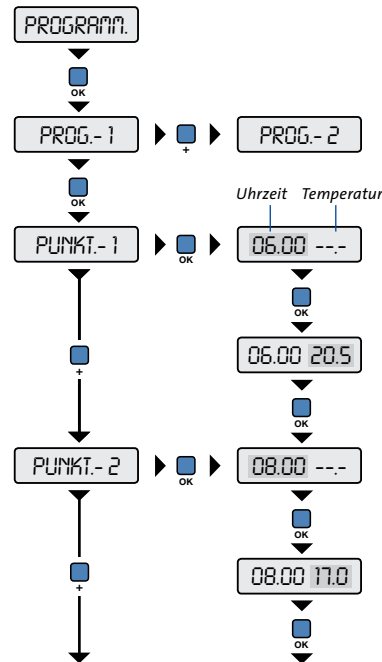 PROGRAMM.
OK
PROG.- 1
+
PROG.- 2
OK
Uhrzeit Temperatur
PUNKT.- 1
OK
06.00 --.-
OK
+
06.00 20.5
OK
PUNKT.- 2
OK
08.00 --.-
OK
+
08.00 17.0
OK